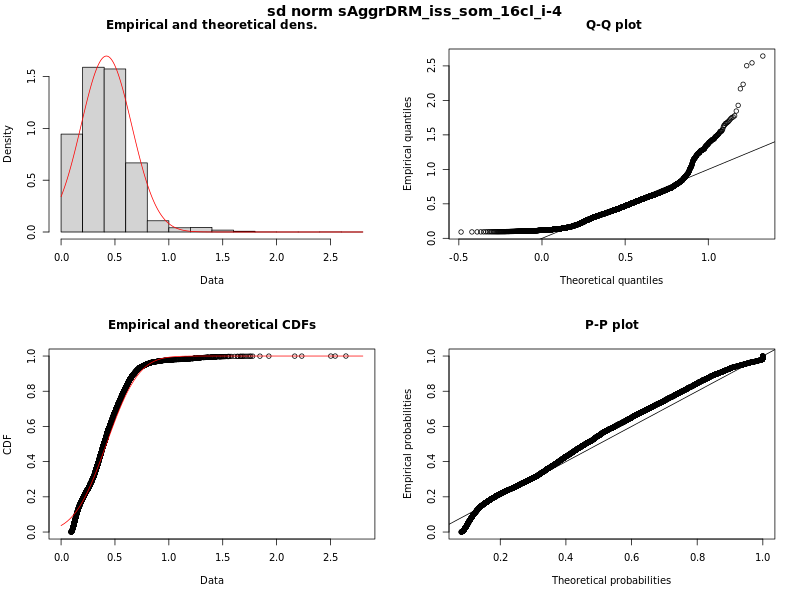 sd norm sAggrDRM_iss_som_16cl_i-4
Empirical and theoretical dens.
Density
0.0 0.5 1.0 1.5
0.0 0.5 1.0 1.5 2.0 2.5
Data
Q-Q plot
Empirical quantiles
0.0 0.5 1.0 1.5 2.0 2.5
-0.5 0.0 0.5 1.0
Theoretical quantiles
Empirical and theoretical CDFs
CDF
0.0 0.2 0.4 0.6 0.8 1.0
0.0 0.5 1.0 1.5 2.0 2.5
Data
P-P plot
Empirical probabilities
0.0 0.2 0.4 0.6 0.8 1.0
0.2 0.4 0.6 0.8 1.0
Theoretical probabilities